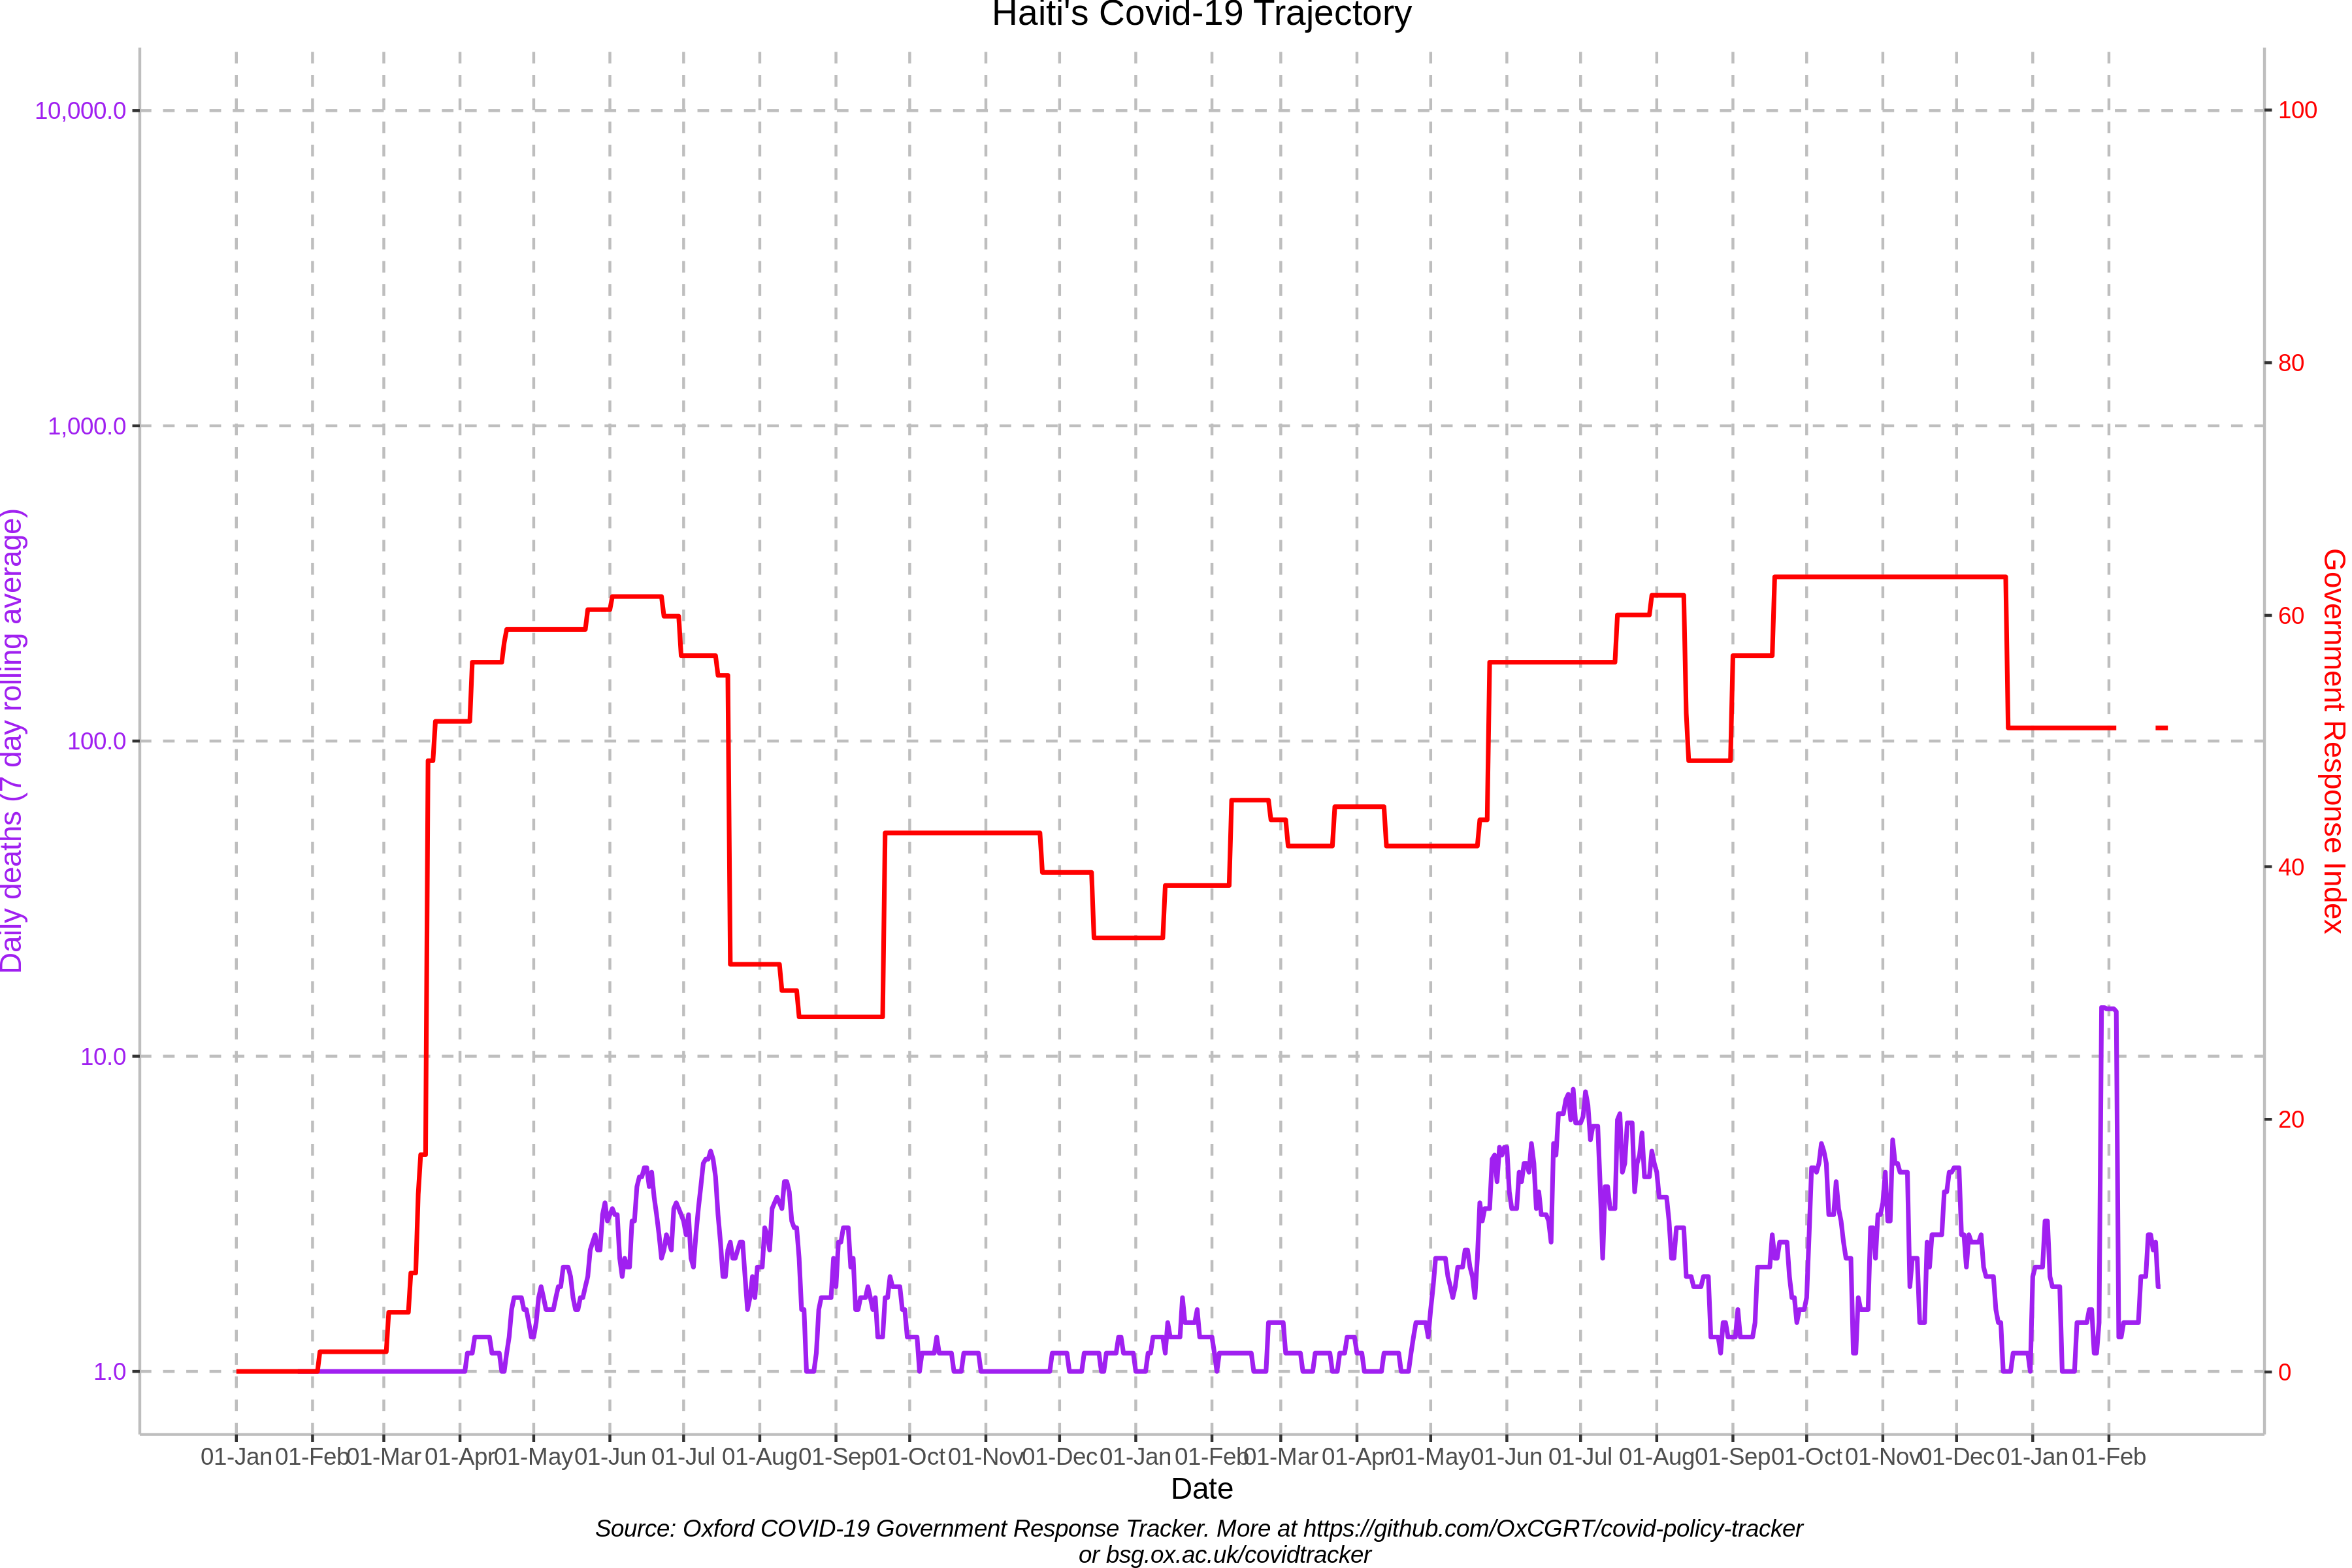 Haiti's Covid-19 Trajectory
10,000.0
1,000.0
100.0
10.0
1.0
Daily deaths (7 day rolling average)
100
80
60
40
20
0
Government Response Index
01-Jan 01-Feb 01-Mar 01-Apr 01-May 01-Jun 01-Jul 01-Aug 01-Sep 01-Oct 01-Nov 01-Dec 01-Jan 01-Feb 01-Mar 01-Apr 01-May 01-Jun 01-Jul 01-Aug 01-Sep 01-Oct 01-Nov 01-Dec 01-Jan 01-Feb
Date
Source: Oxford COVID-19 Government Response Tracker. More at https://github.com/OxCGRT/covid-policy-tracker
or bsg.ox.ac.uk/covidtracker